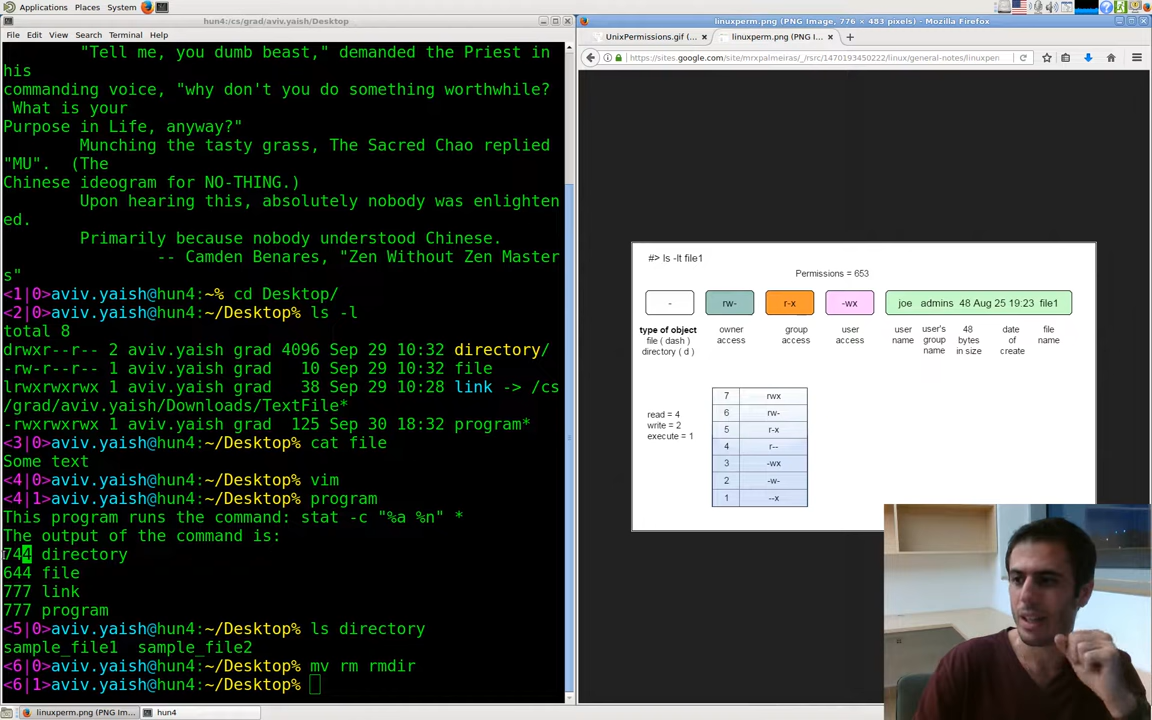 Applications Places System
hun4:/cs/grad/aviv.yaish/Desktop
File Edit View Search Terminal Help
"Tell me, you dumb beast," demanded the Priest in
his
commanding voice, "why don't you do something worthwhile?
What is your
Purpose in Life, anyway?"
Munching the tasty grass, The Sacred Chao replied
"MU". (The
Chinese ideogram for NO-THING.)
Upon hearing this, absolutely nobody was enlighten
ed.
Primarily because nobody understood Chinese.
-- Camden Benares, "Zen Without Zen Master
s"
<1|0>aviv.yaish@hun4:~% cd Desktop/
<2|0>aviv.yaish@hun4:~/Desktop% ls -l
total 8
drwxr--r-- 2 aviv.yaish grad 4096 Sep 29 10:32 directory/
-rw-r--r-- 1 aviv.yaish grad 10 Sep 29 10:32 file
lrwxrwxrwx 1 aviv.yaish grad 38 Sep 29 10:28 link -> /cs
/grad/aviv.yaish/Downloads/TextFile*
-rwxrwxrwx 1 aviv.yaish grad 125 Sep 30 18:32 program*
<3|0>aviv.yaish@hun4:~/Desktop% cat file
Some text
<4|0>aviv.yaish@hun4:~/Desktop% vim
<4|1>aviv.yaish@hun4:~/Desktop% program
This program runs the command: stat -c "%a %n" *
The output of the command is:
744 directory
644 file
777 link
777 program
<5|0>aviv.yaish@hun4:~/Desktop% ls directory
sample_file1 sample_file2
<6|0>aviv.yaish@hun4:~/Desktop% mv rm rmdir
<6|1>aviv.yaish@hun4:~/Desktop%
linuxperm.png (PNG Image, 776 × 483 pixels) - Mozilla Firefox
UnixPermissions.gif (... linuxperm.png (PNG Im...
https://sites.google.com/site/mrxpalmeiras/_/rsrc/1470193450222/linux/general-notes/linuxpen
#> ls -lt file1
Permissions = 653
- rw- r-x -wx joe admins 48 Aug 25 19:23 file1
type of object
file ( dash )
directory ( d )
owner
access
group
access
user
access
user
name
user's
group
name
48
bytes
in size
date
of
create
file
name
read = 4
write = 2
execute = 1
7 rwx
6 rw-
5 r-x
4 r--
3 -wx
2 -w-
1 --x
linuxperm.png (PNG Im... hun4